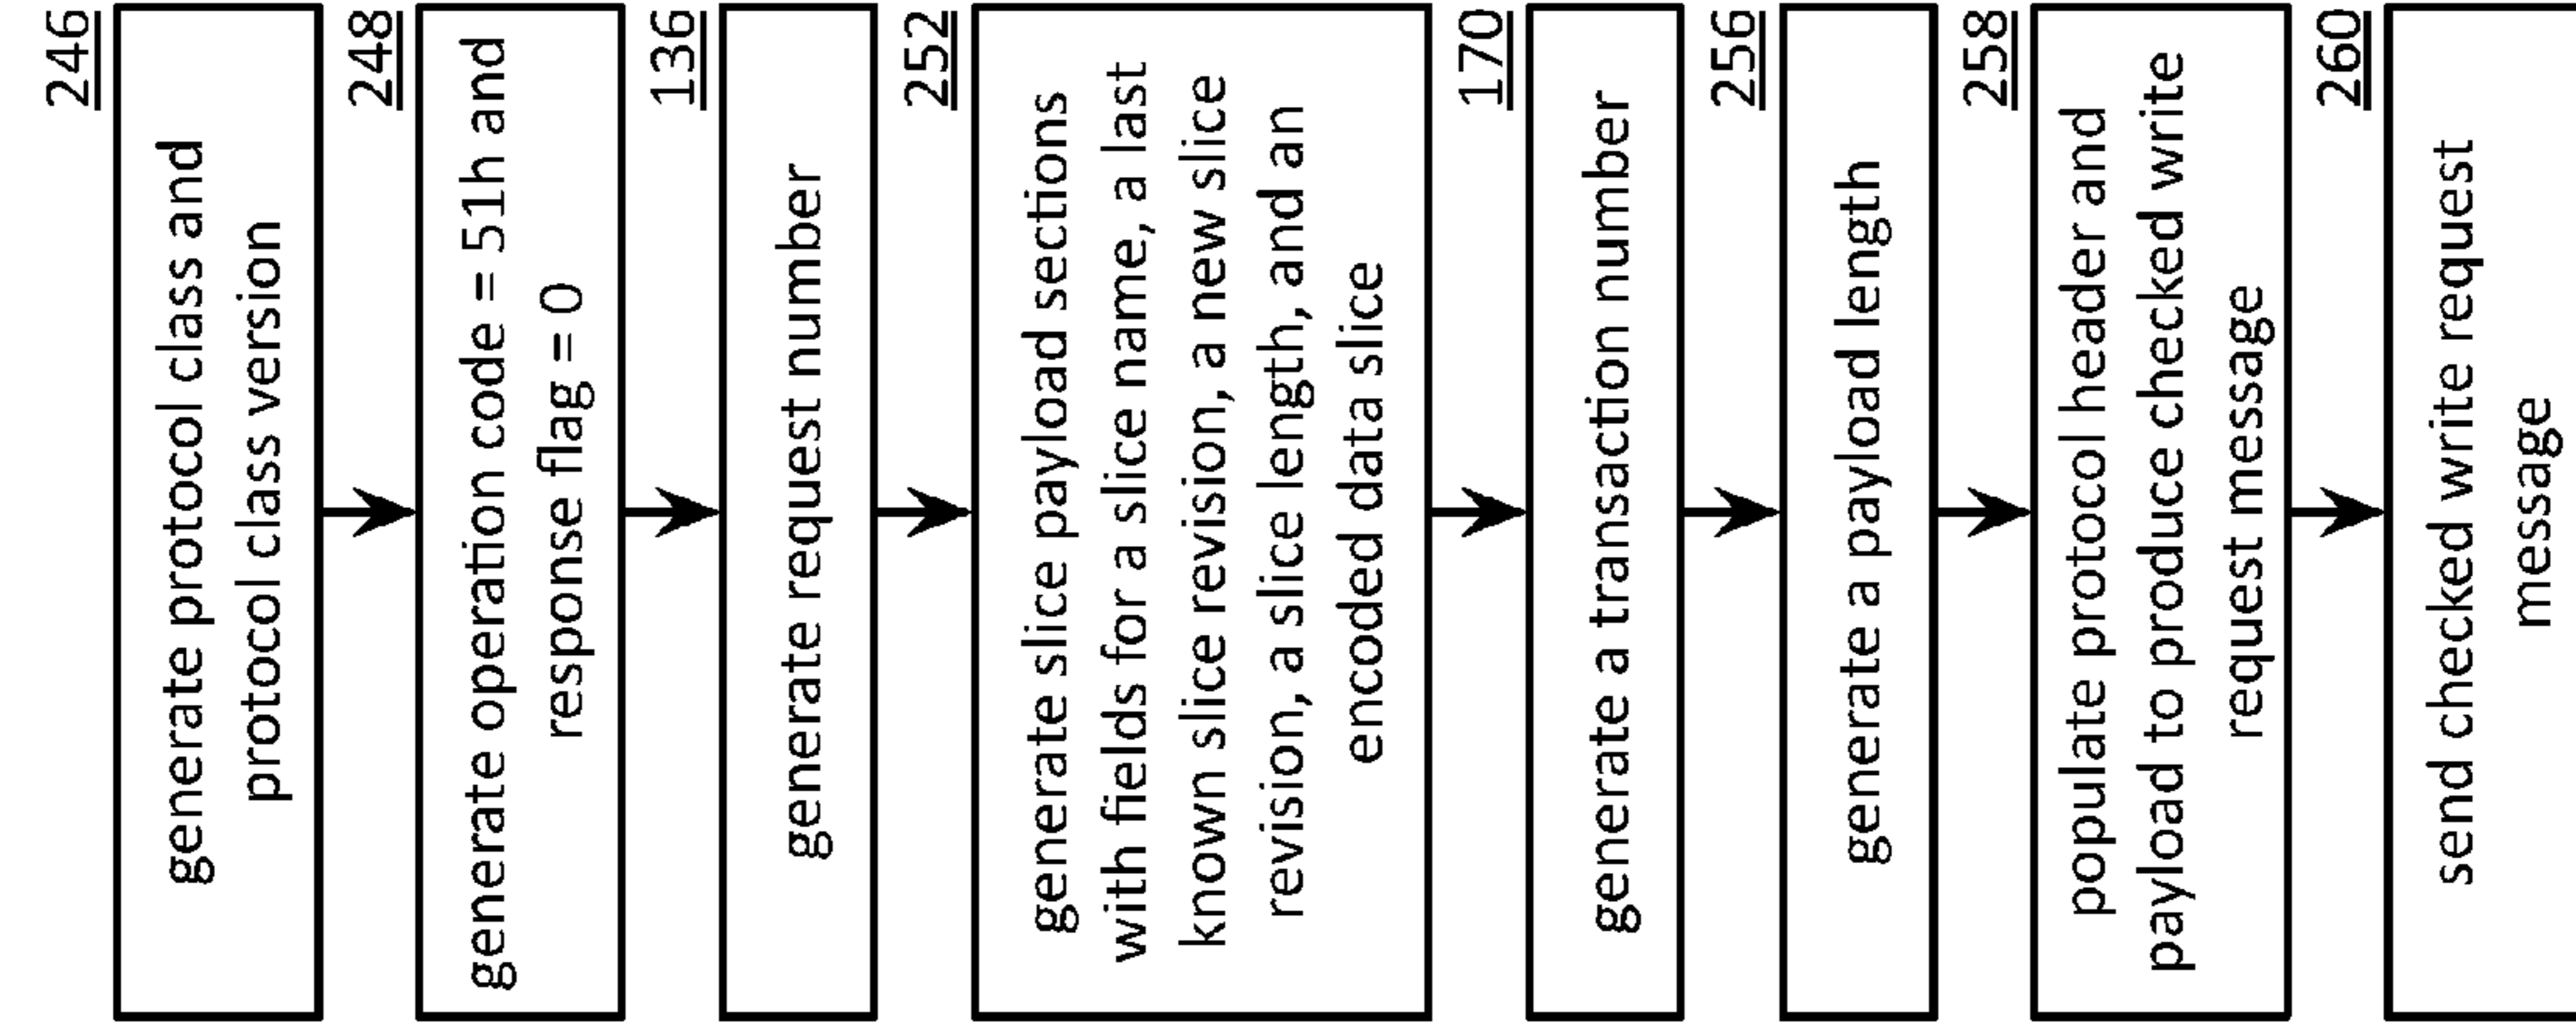 246
generate protocol class and
protocol class version
248
generate operation code = 51h and
response flag = 0
136
generate request number
252
generate slice payload sections
with fields for a slice name, a last
known slice revision, a new slice
revision, a slice length, and an
encoded data slice
170
generate a transaction number
256
generate a payload length
258
populate protocol header and
payload to produce checked write
request message
260
send checked write request
message